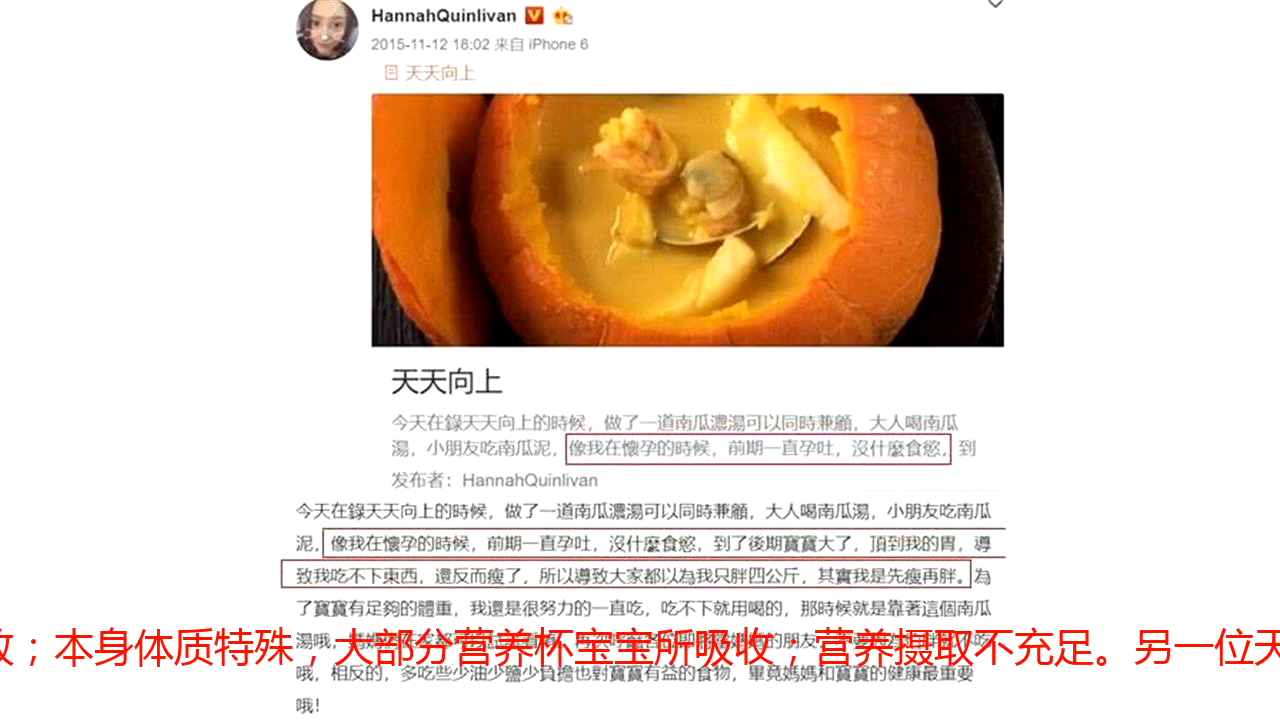 HannahQuinlivan
2015-11-12 18:02 来自 iPhone 6
天天向上
天天向上
今天在錄天天向上的時候，做了一道南瓜濃湯可以同時兼顧，大人喝南瓜
湯，小朋友吃南瓜泥，像我在懷孕的時候，前期一直孕吐，沒什麼食慾，到
发布者：HannahQuinlivan
今天在錄天天向上的時候，做了一道南瓜濃湯可以同時兼顧，大人喝南瓜湯，小朋友吃南瓜
泥，像我在懷孕的時候，前期一直孕吐，沒什麼食慾，到了後期寶寶大了，頂到我的胃，導
致我吃不下東西，還反而瘦了，所以導致大家都以為我只胖四公斤，其實我是先瘦再胖。為
了寶寶有足夠的體重，我還是很努力的一直吃，吃不下就用喝的，那時候就是靠著這個南瓜
湯哦，
收；本身体质特殊，大部分营养杯宝宝所吸收；营养摄取不充足。另一位天
哦，相反的，多吃些少油少鹽少負擔也對寶寶有益的食物，畢竟媽媽和寶寶的健康最重要
哦！